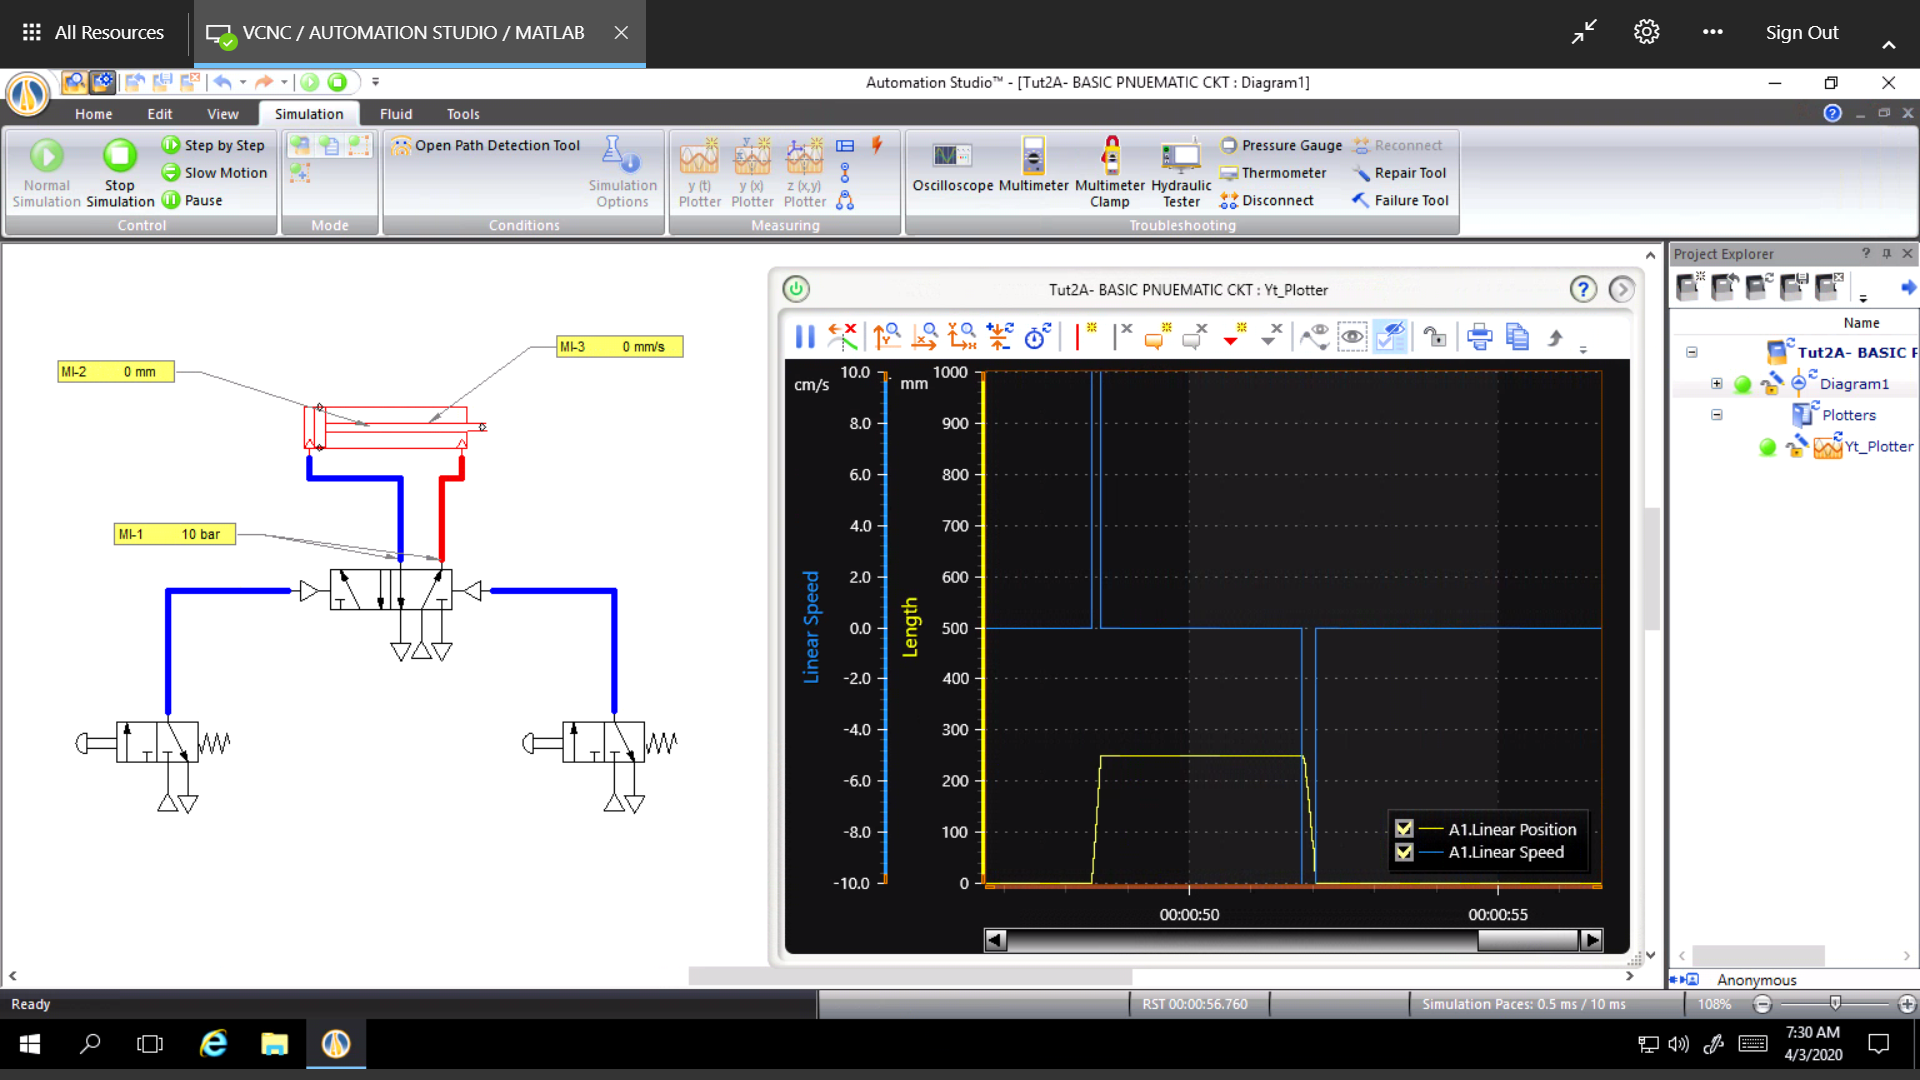 All Resources
VCNC / AUTOMATION STUDIO / MATLAB
Sign Out
Automation Studio™ - [Tut2A- BASIC PNUEMATIC CKT : Diagram1]
Home Edit View Simulation Fluid Tools
Normal Simulation
Stop Simulation
Step by Step
Slow Motion
Pause
Control
Mode
Open Path Detection Tool
Simulation Options
Conditions
y (t) Plotter
y (x) Plotter
z (x,y) Plotter
Measuring
Oscilloscope
Multimeter
Multimeter Clamp
Hydraulic Tester
Pressure Gauge
Thermometer
Disconnect
Reconnect
Repair Tool
Failure Tool
Troubleshooting
MI-3 0 mm/s
MI-2 0 mm
MI-1 10 bar
Tut2A- BASIC PNUEMATIC CKT : Yt_Plotter
cm/s
10.0
8.0
6.0
4.0
2.0
0.0
-2.0
-4.0
-6.0
-8.0
-10.0
Linear Speed
mm
1000
900
800
700
600
500
400
300
200
100
0
Length
A1.Linear Position
A1.Linear Speed
00:00:50
00:00:55
Project Explorer
Name
Tut2A- BASIC F
Diagram1
Plotters
Yt_Plotter
Anonymous
Ready
RST 00:00:56.760
Simulation Paces: 0.5 ms / 10 ms
108%
7:30 AM
4/3/2020